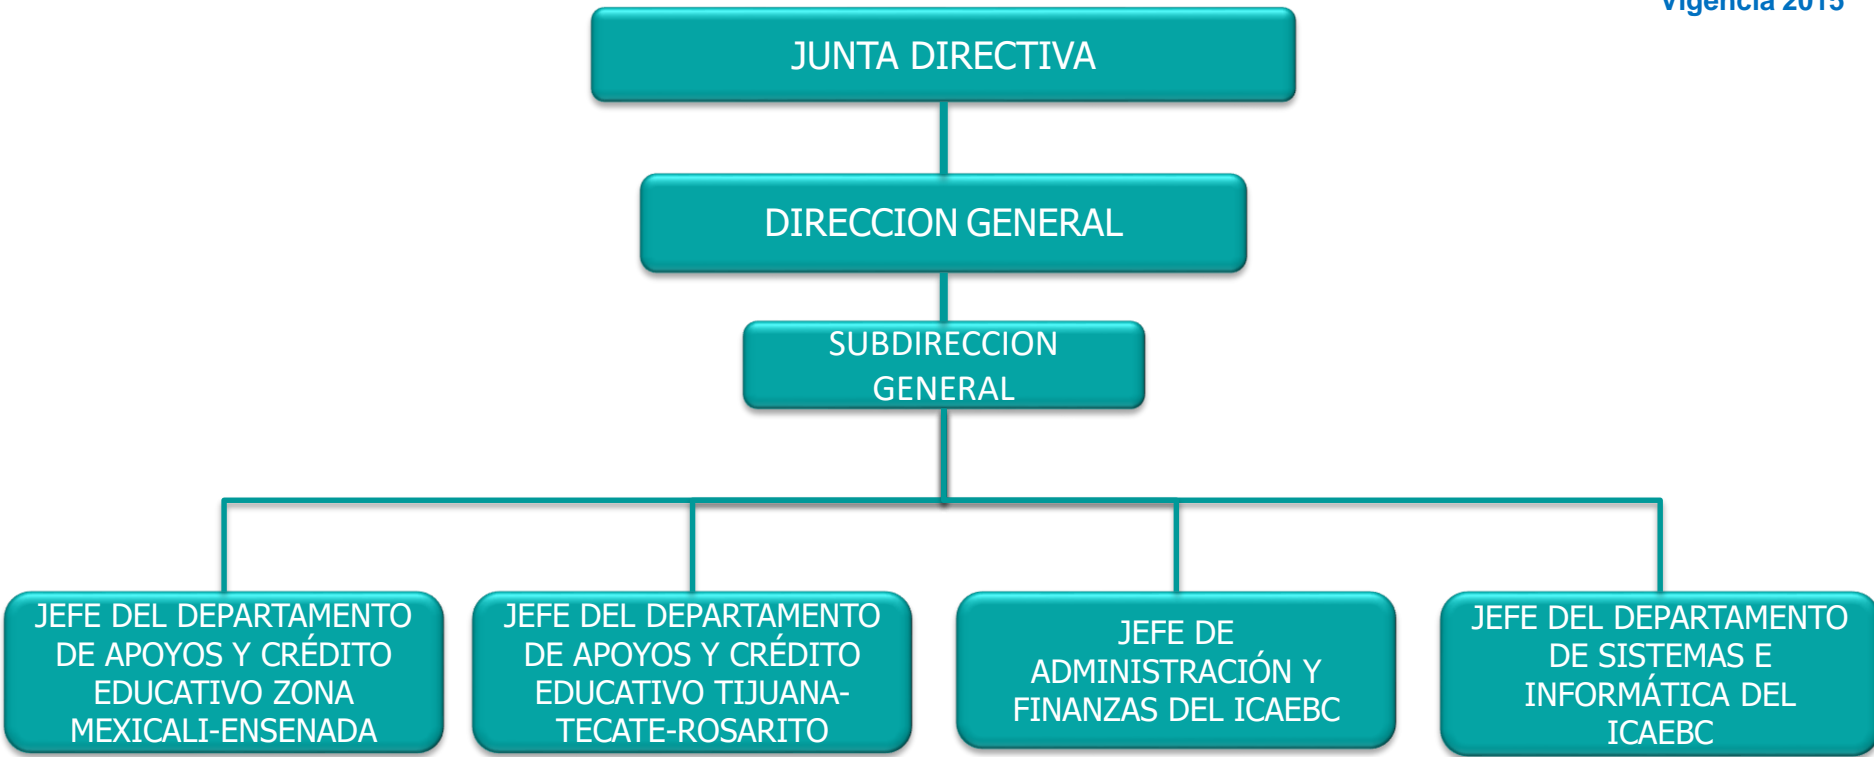 Vigencia 2015
JUNTA DIRECTIVA
DIRECCION GENERAL
SUBDIRECCION
GENERAL
JEFE DEL DEPARTAMENTO
DE APOYOS Y CRÉDITO
EDUCATIVO ZONA
MEXICALI-ENSENADA
JEFE DEL DEPARTAMENTO
DE APOYOS Y CRÉDITO
EDUCATIVO TIJUANA-
TECATE-ROSARITO
JEFE DE
ADMINISTRACIÓN Y
FINANZAS DEL ICAEBC
JEFE DEL DEPARTAMENTO
DE SISTEMAS E
INFORMÁTICA DEL
ICAEBC